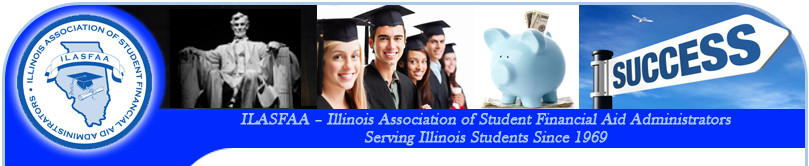 ILLINOIS ASSOCIATION OF STUDENT FINANCIAL AID ADMINISTRATORS •
ILASFAA
SUCCESS
ILASFAA – Illinois Association of Student Financial Aid Administrators
Serving Illinois Students Since 1969